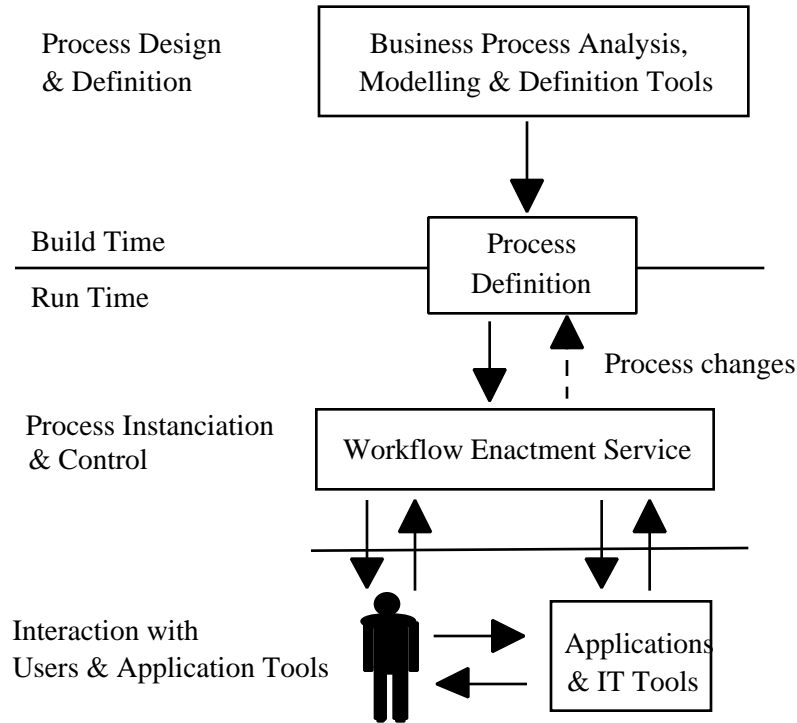 Process Design
& Definition
Business Process Analysis,
Modelling & Definition Tools
Build Time
Run Time
Process
Definition
Process changes
Process Instanciation
& Control
Workflow Enactment Service
Interaction with
Users & Application Tools
Applications
& IT Tools